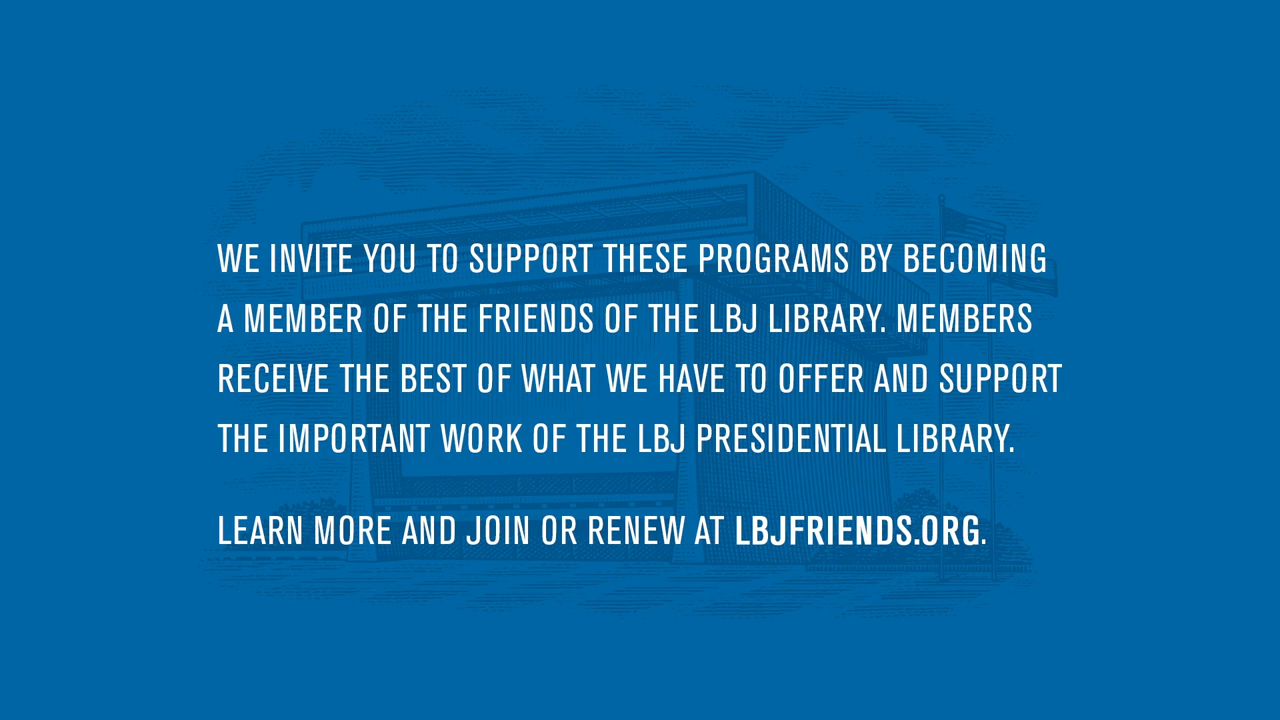 WE INVITE YOU TO SUPPORT THESE PROGRAMS BY BECOMING
A MEMBER OF THE FRIENDS OF THE LBJ LIBRARY. MEMBERS
RECEIVE THE BEST OF WHAT WE HAVE TO OFFER AND SUPPORT
THE IMPORTANT WORK OF THE LBJ PRESIDENTIAL LIBRARY.
LEARN MORE AND JOIN OR RENEW AT LBJFRIENDS.ORG.